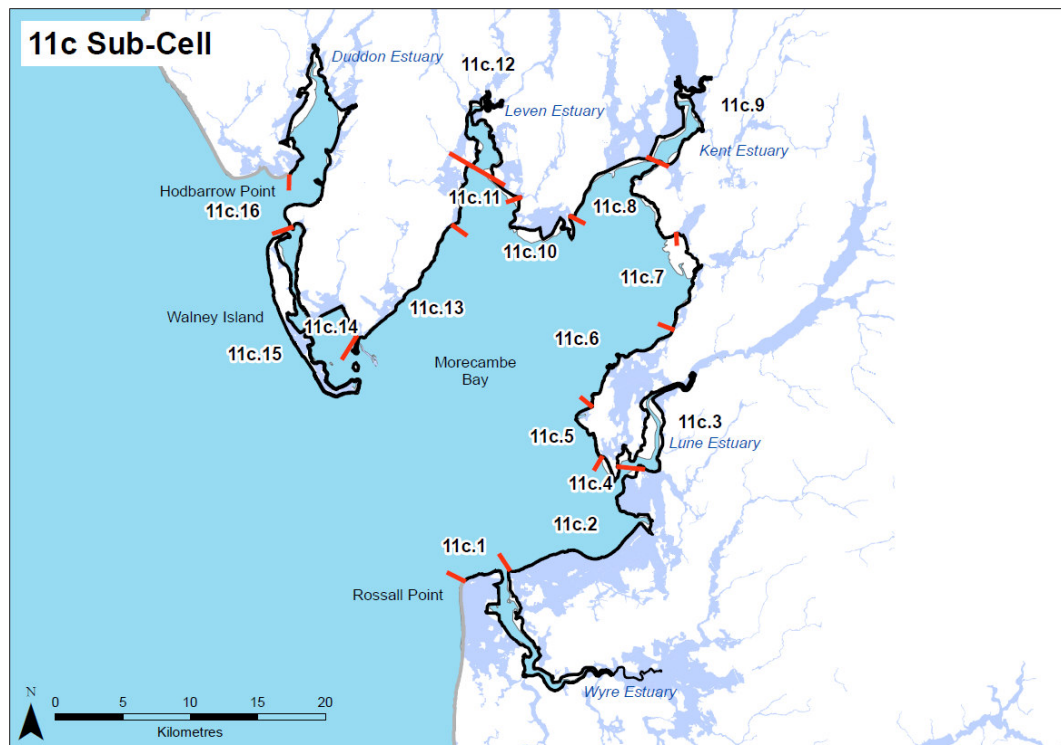 11c Sub-Cell
Duddon Estuary
11c.12
Leven Estuary
11c.9
Kent Estuary
Hodbarrow Point
11c.16
11c.11
11c.8
11c.10
11c.7
Walney Island
11c.14
11c.13
11c.15
11c.6
Morecambe
Bay
11c.5
11c.3
Lune Estuary
11c.4
11c.2
11c.1
Rossall Point
Wyre Estuary
N
0 5 10 15 20
Kilometres